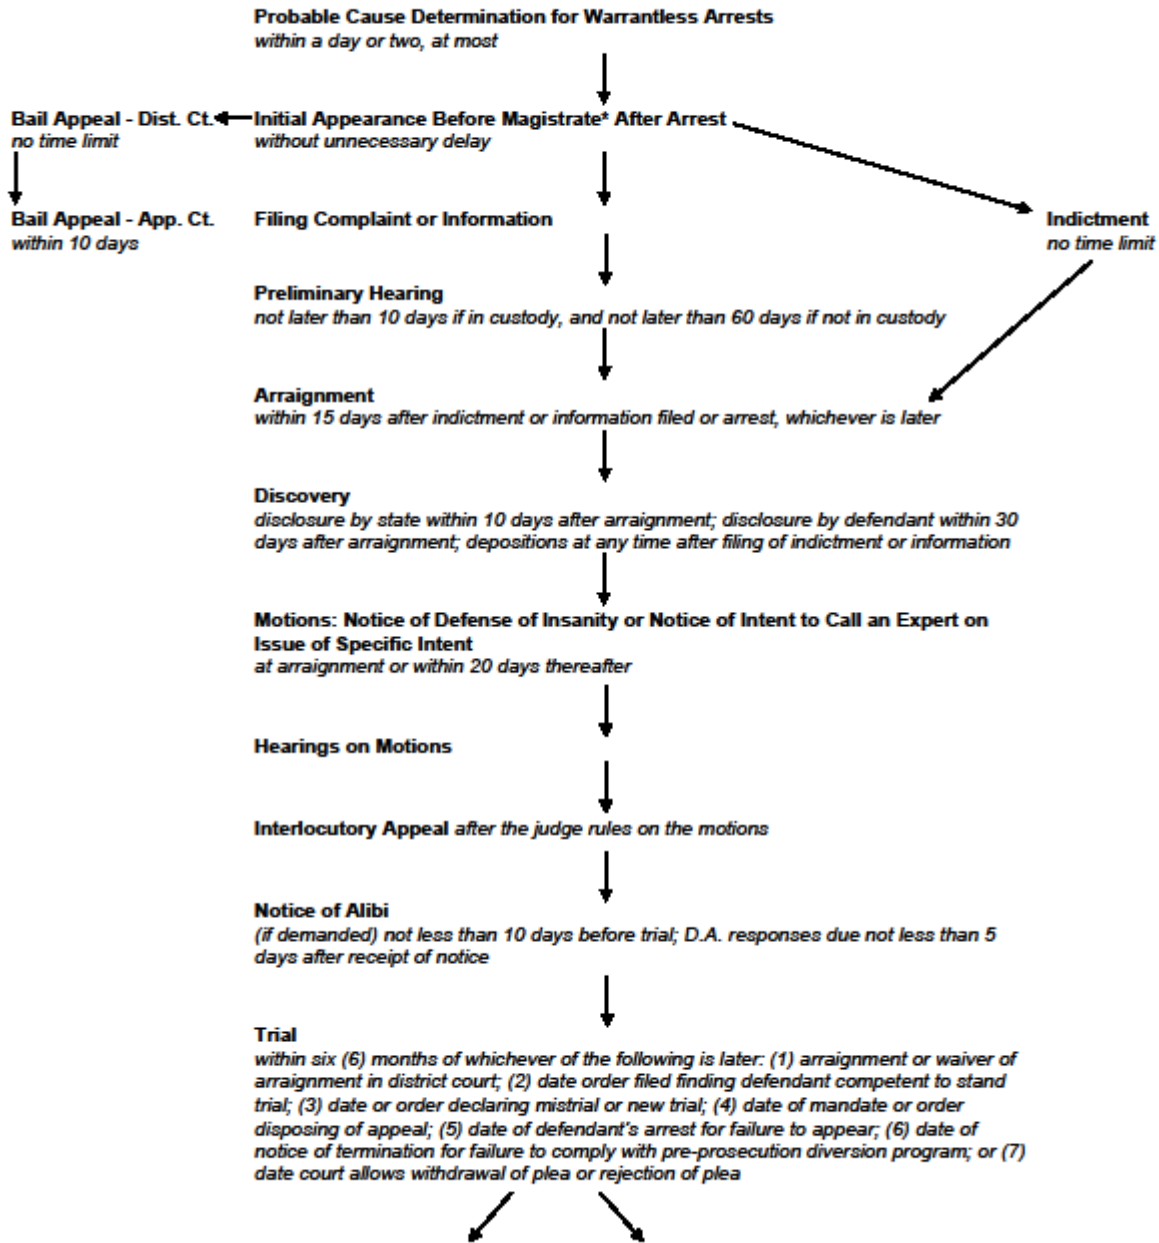 Probable Cause Determination for Warrantless Arrests
within a day or two, at most
Bail Appeal - Dist. Ct.
no time limit
Initial Appearance Before Magistrate* After Arrest
without unnecessary delay
Bail Appeal - App. Ct.
within 10 days
Filing Complaint or Information
Indictment
no time limit
Preliminary Hearing
not later than 10 days if in custody, and not later than 60 days if not in custody
Arraignment
within 15 days after indictment or information filed or arrest, whichever is later
Discovery
disclosure by state within 10 days after arraignment; disclosure by defendant within 30
days after arraignment; depositions at any time after filing of indictment or information
Motions: Notice of Defense of Insanity or Notice of Intent to Call an Expert on
Issue of Specific Intent
at arraignment or within 20 days thereafter
Hearings on Motions
Interlocutory Appeal after the judge rules on the motions
Notice of Alibi
(if demanded) not less than 10 days before trial; D.A. responses due not less than 5
days after receipt of notice
Trial
within six (6) months of whichever of the following is later: (1) arraignment or waiver of
arraignment in district court; (2) date order filed finding defendant competent to stand
trial; (3) date or order declaring mistrial or new trial; (4) date of mandate or order
disposing of appeal; (5) date of defendant's arrest for failure to appear; (6) date of
notice of termination for failure to comply with pre-prosecution diversion program; or (7)
date court allows withdrawal of plea or rejection of plea